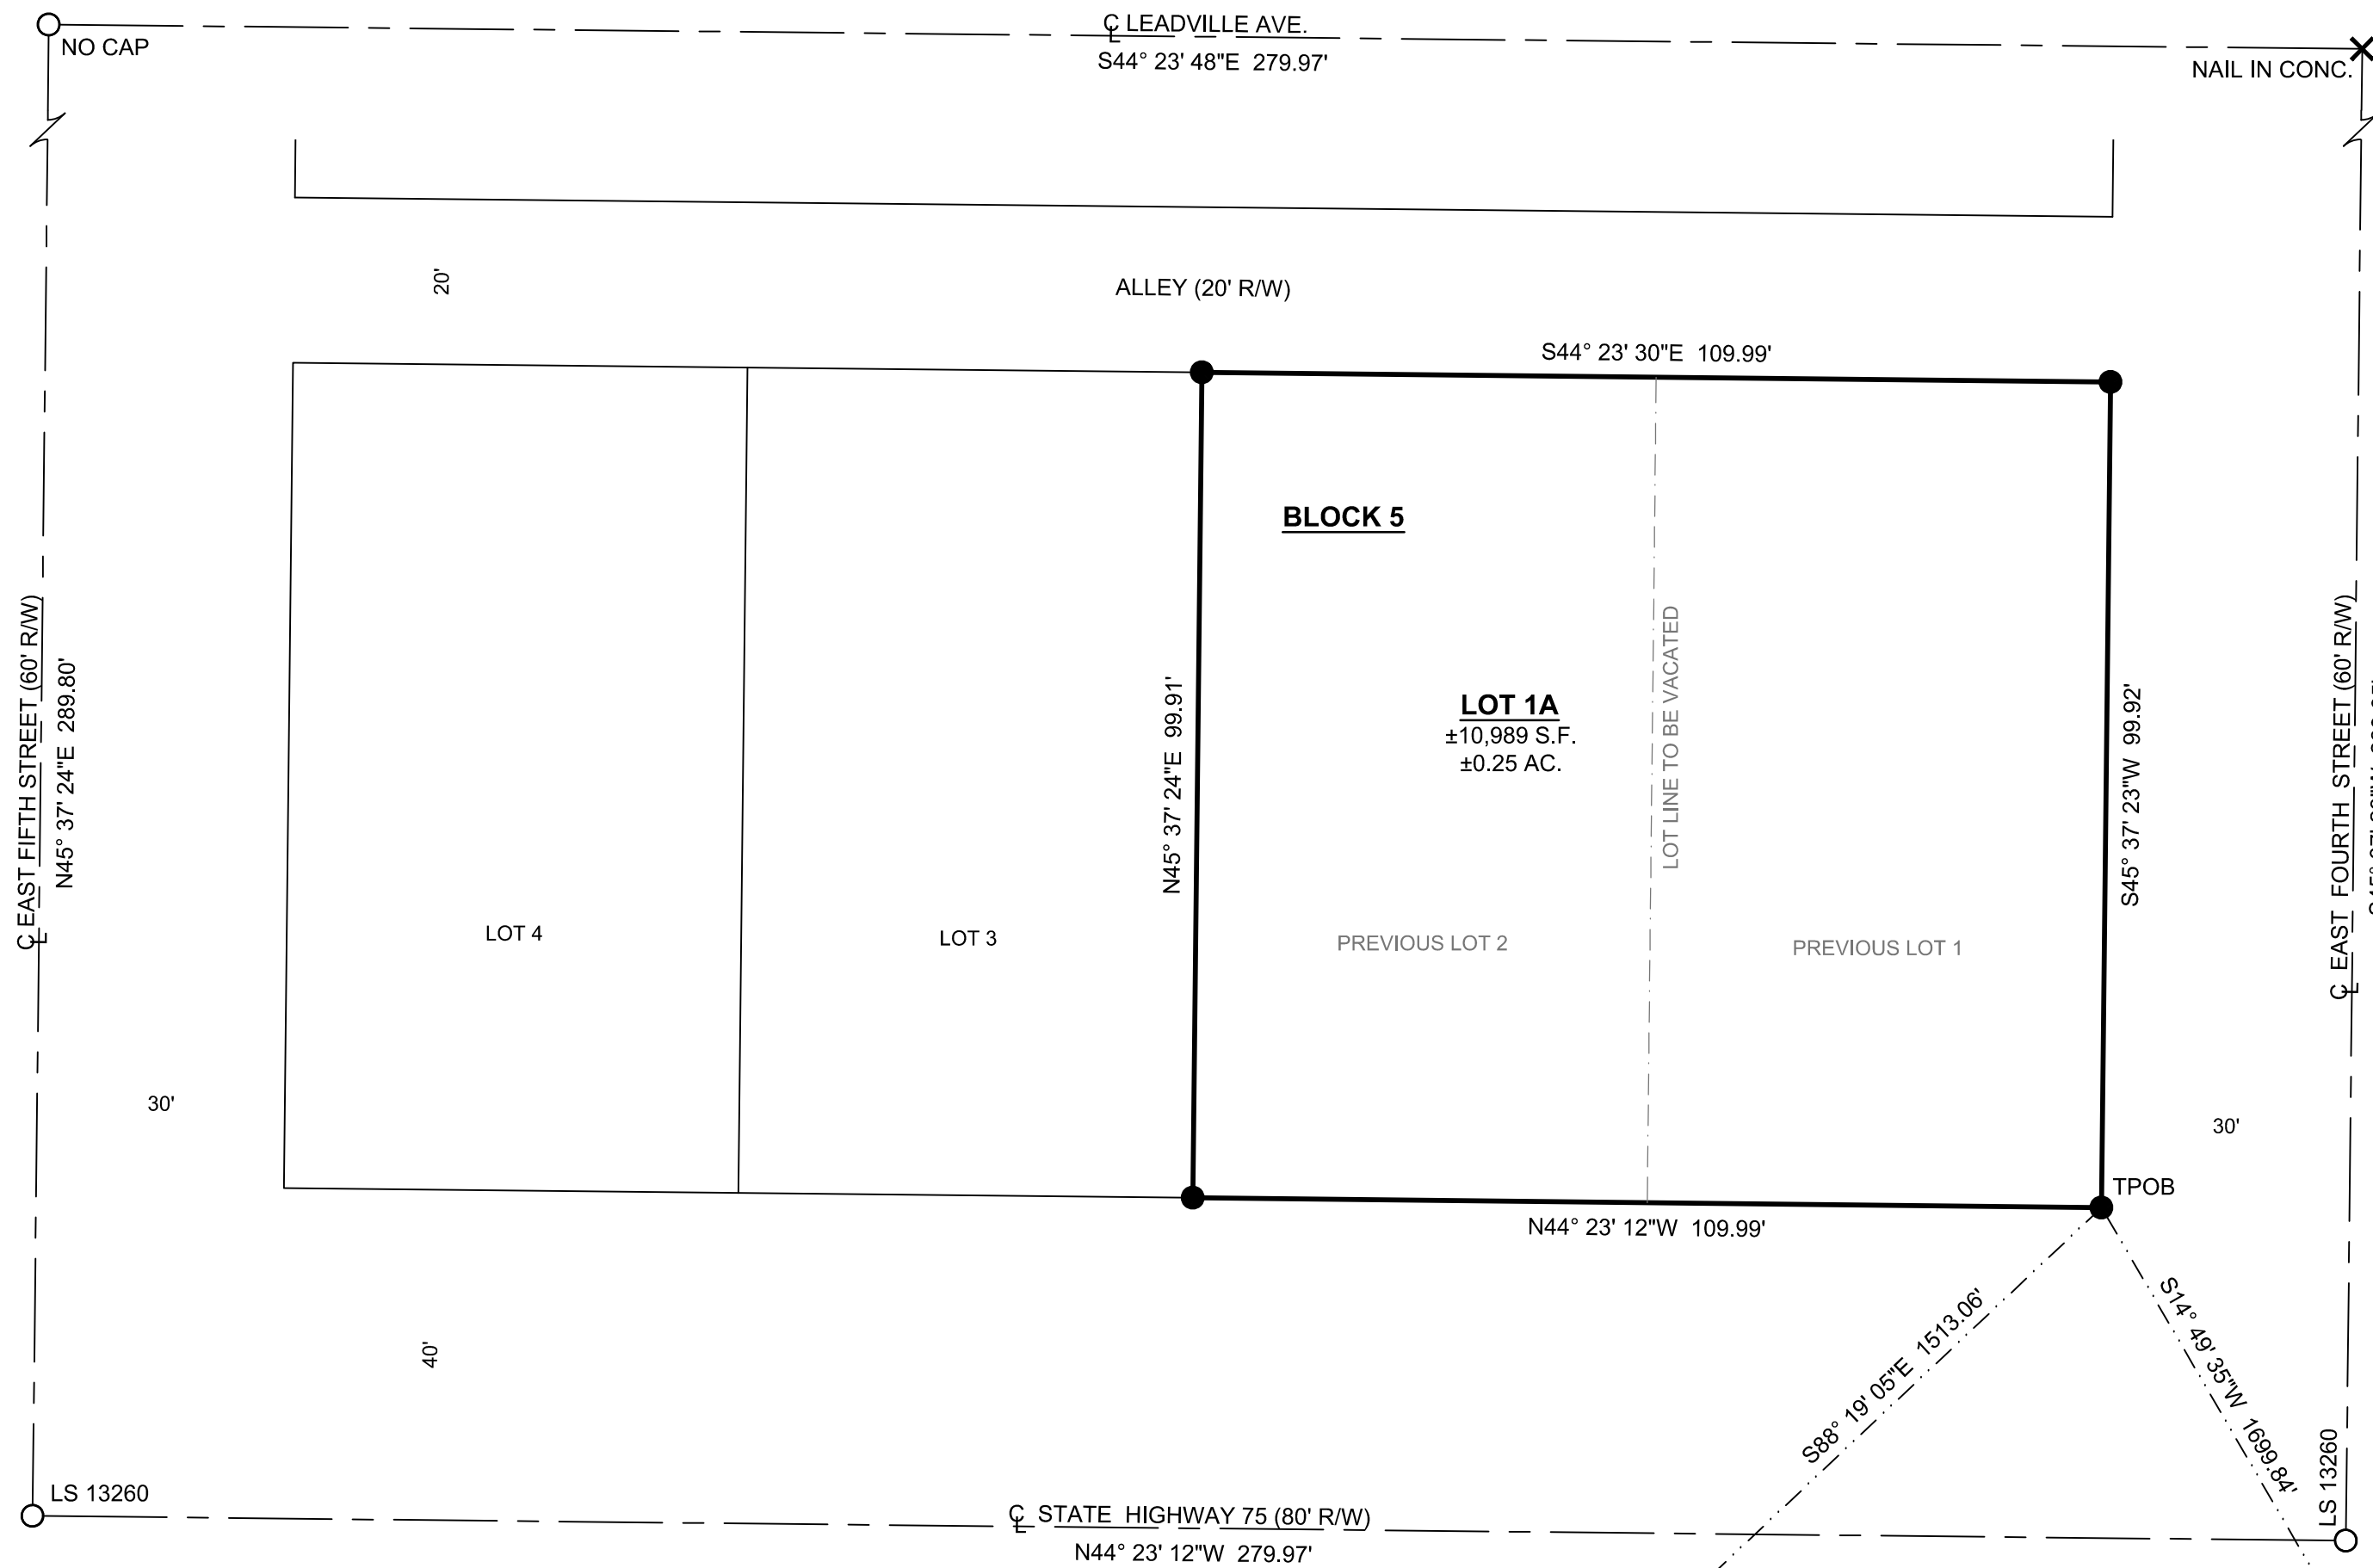 ℄ LEADVILLE AVE.
S44° 23' 48"E 279.97'
NO CAP
NAIL IN CONC.
20'
ALLEY (20' R/W)
S44° 23' 30"E 109.99'
BLOCK 5
℄ EAST FIFTH STREET (60' R/W)
N45° 37' 24"E 289.80'
N45° 37' 24"E 99.91'
LOT 1A
±10,989 S.F.
±0.25 AC.
LOT LINE TO BE VACATED
S45° 37' 23"W 99.92'
℄ EAST FOURTH STREET (60' R/W)
LOT 4
LOT 3
PREVIOUS LOT 2
PREVIOUS LOT 1
30'
30'
TPOB
N44° 23' 12"W 109.99'
40'
S88° 19' 05"E 1513.06'
S14° 49' 35"W 1699.84'
LS 13260
LS 13260
℄ STATE HIGHWAY 75 (80' R/W)
N44° 23' 12"W 279.97'